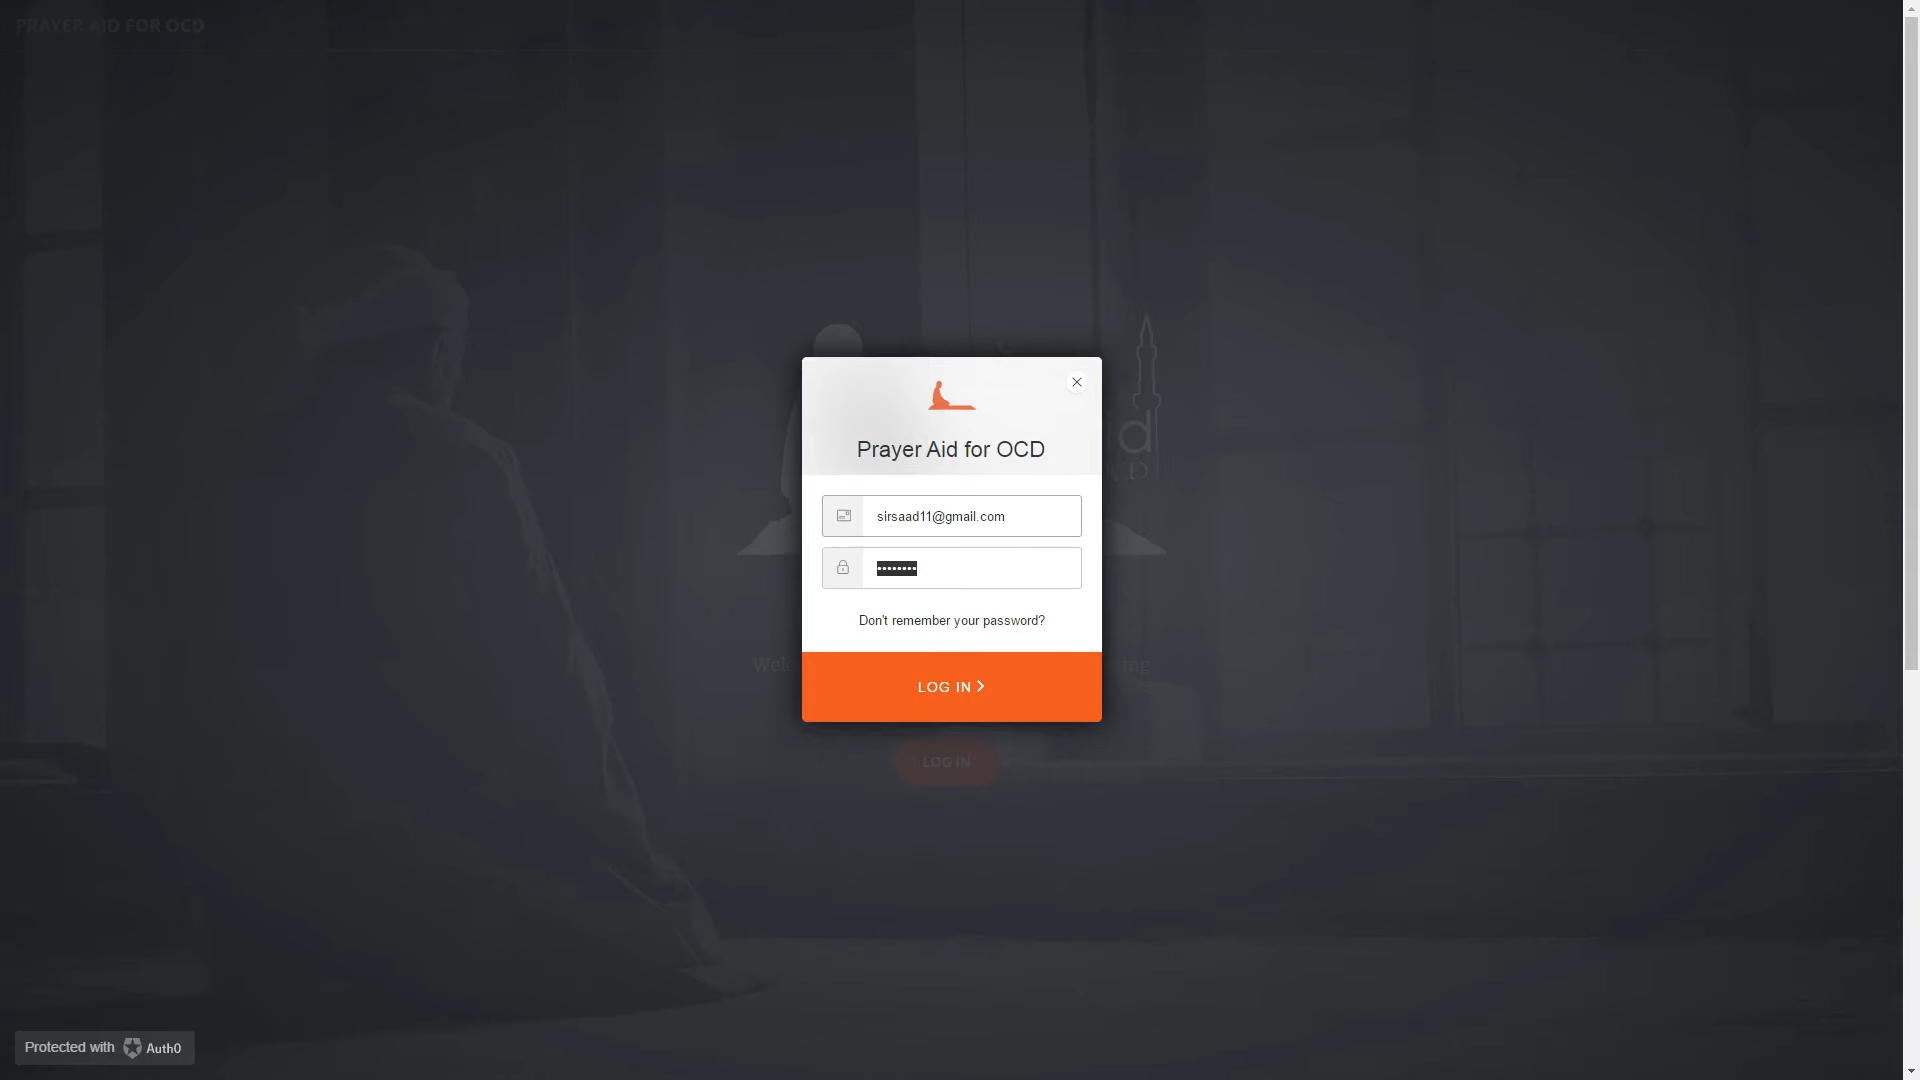 PRAYER AID FOR OCD
Prayer Aid for OCD
sirsaad11@gmail.com
••••••••
Don't remember your password?
LOG IN
LOG IN
Protected with Auth0